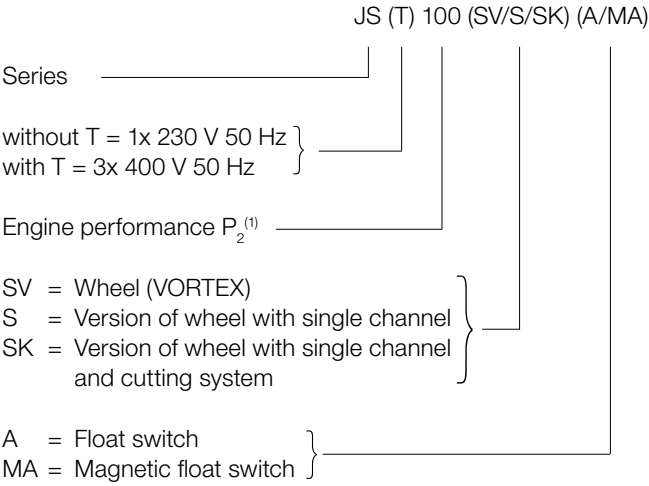 JS (T) 100 (SV/S/SK) (A/MA)
Series
without T = 1x 230 V 50 Hz
with T = 3x 400 V 50 Hz
Engine performance P₂⁽¹⁾
SV = Wheel (VORTEX)
S = Version of wheel with single channel
SK = Version of wheel with single channel
and cutting system
A = Float switch
MA = Magnetic float switch